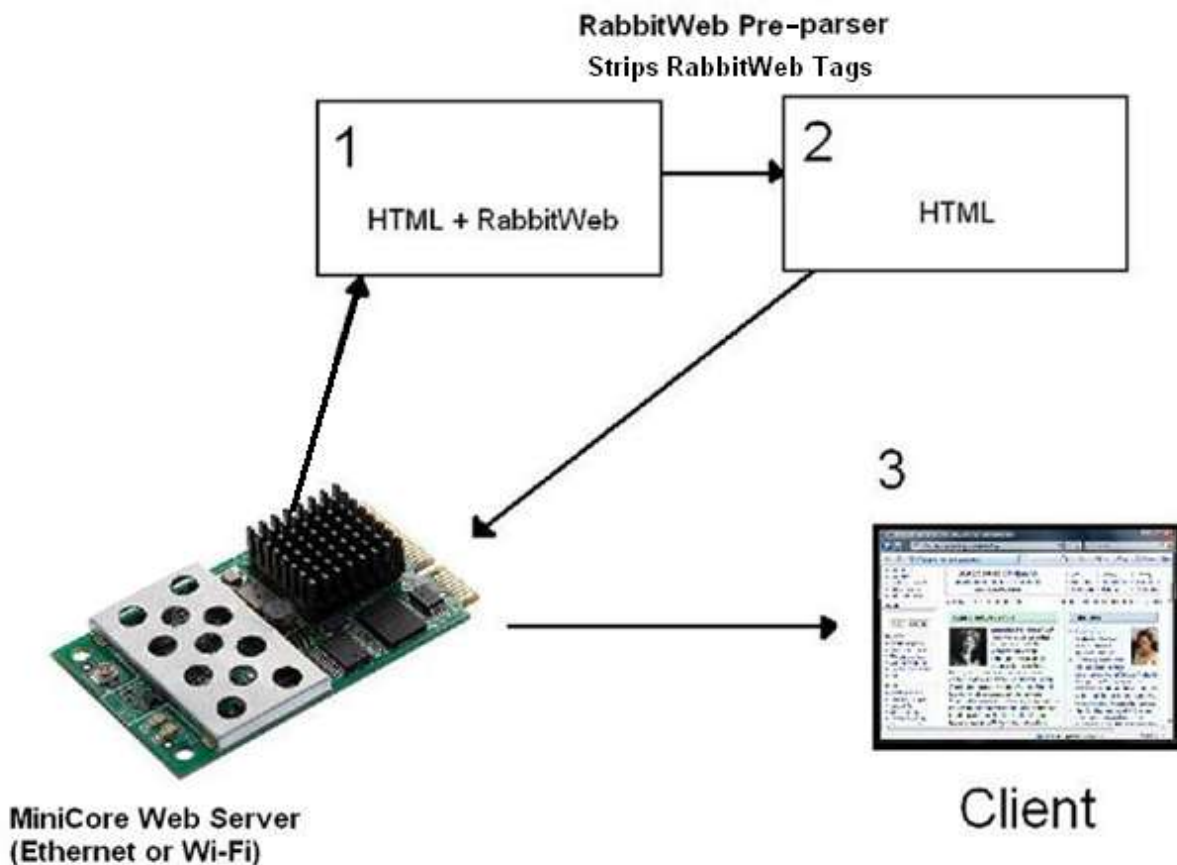 RabbitWeb Pre-parser
Strips RabbitWeb Tags
1
HTML + RabbitWeb
2
HTML
3
Client
MiniCore Web Server
(Ethernet or Wi-Fi)